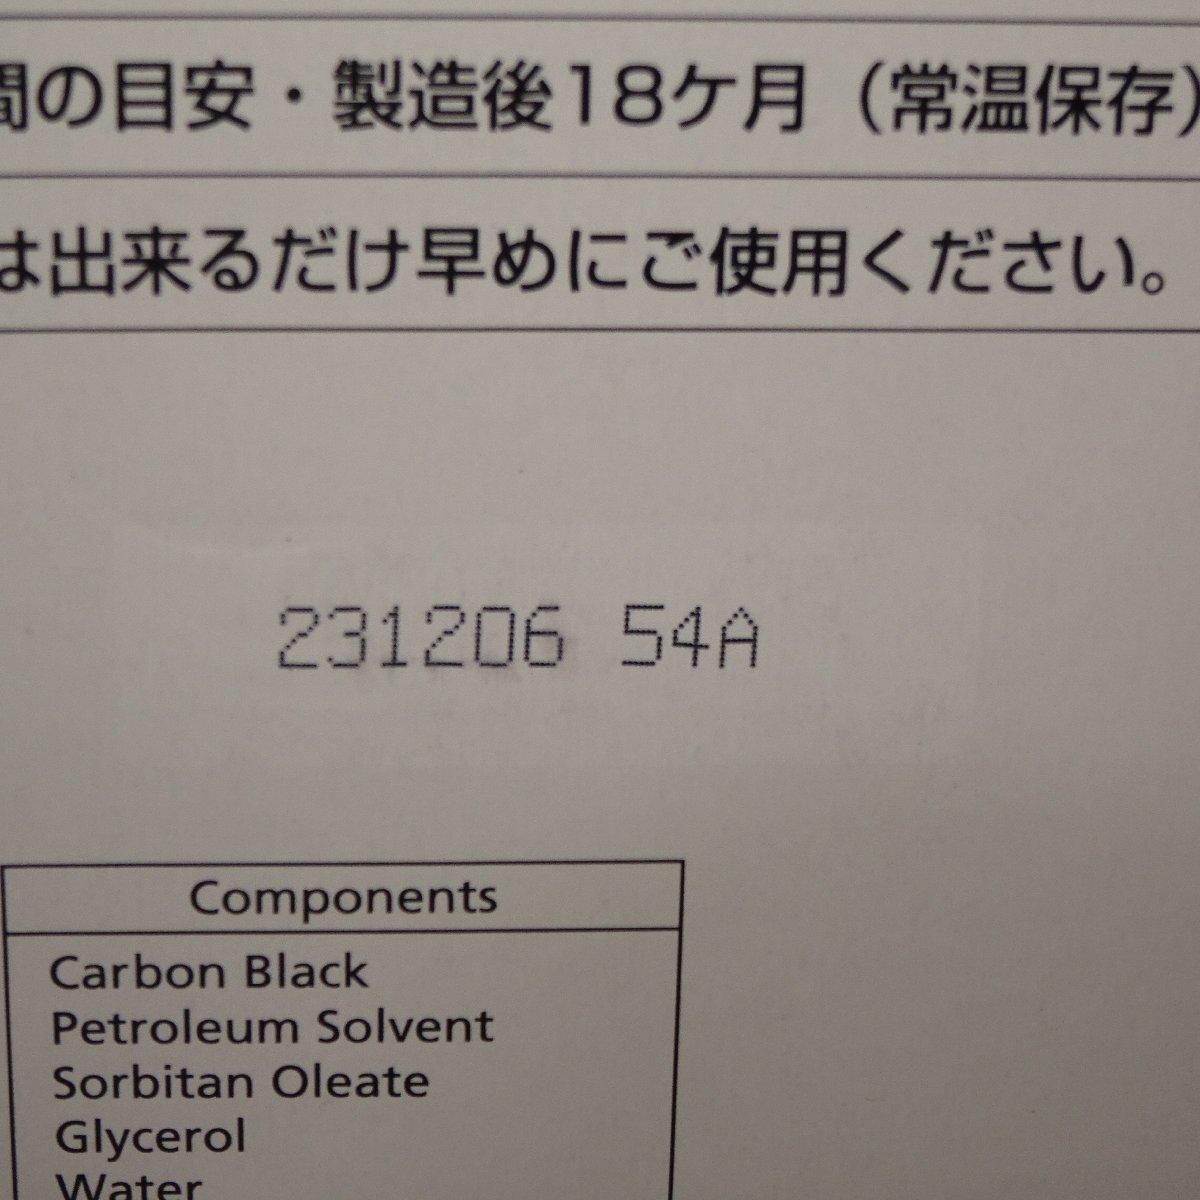 間の目安・製造後18ケ月（常温保存）
は出来るだけ早めにご使用ください。
231206 54A
Components
Carbon Black
Petroleum Solvent
Sorbitan Oleate
Glycerol
Water